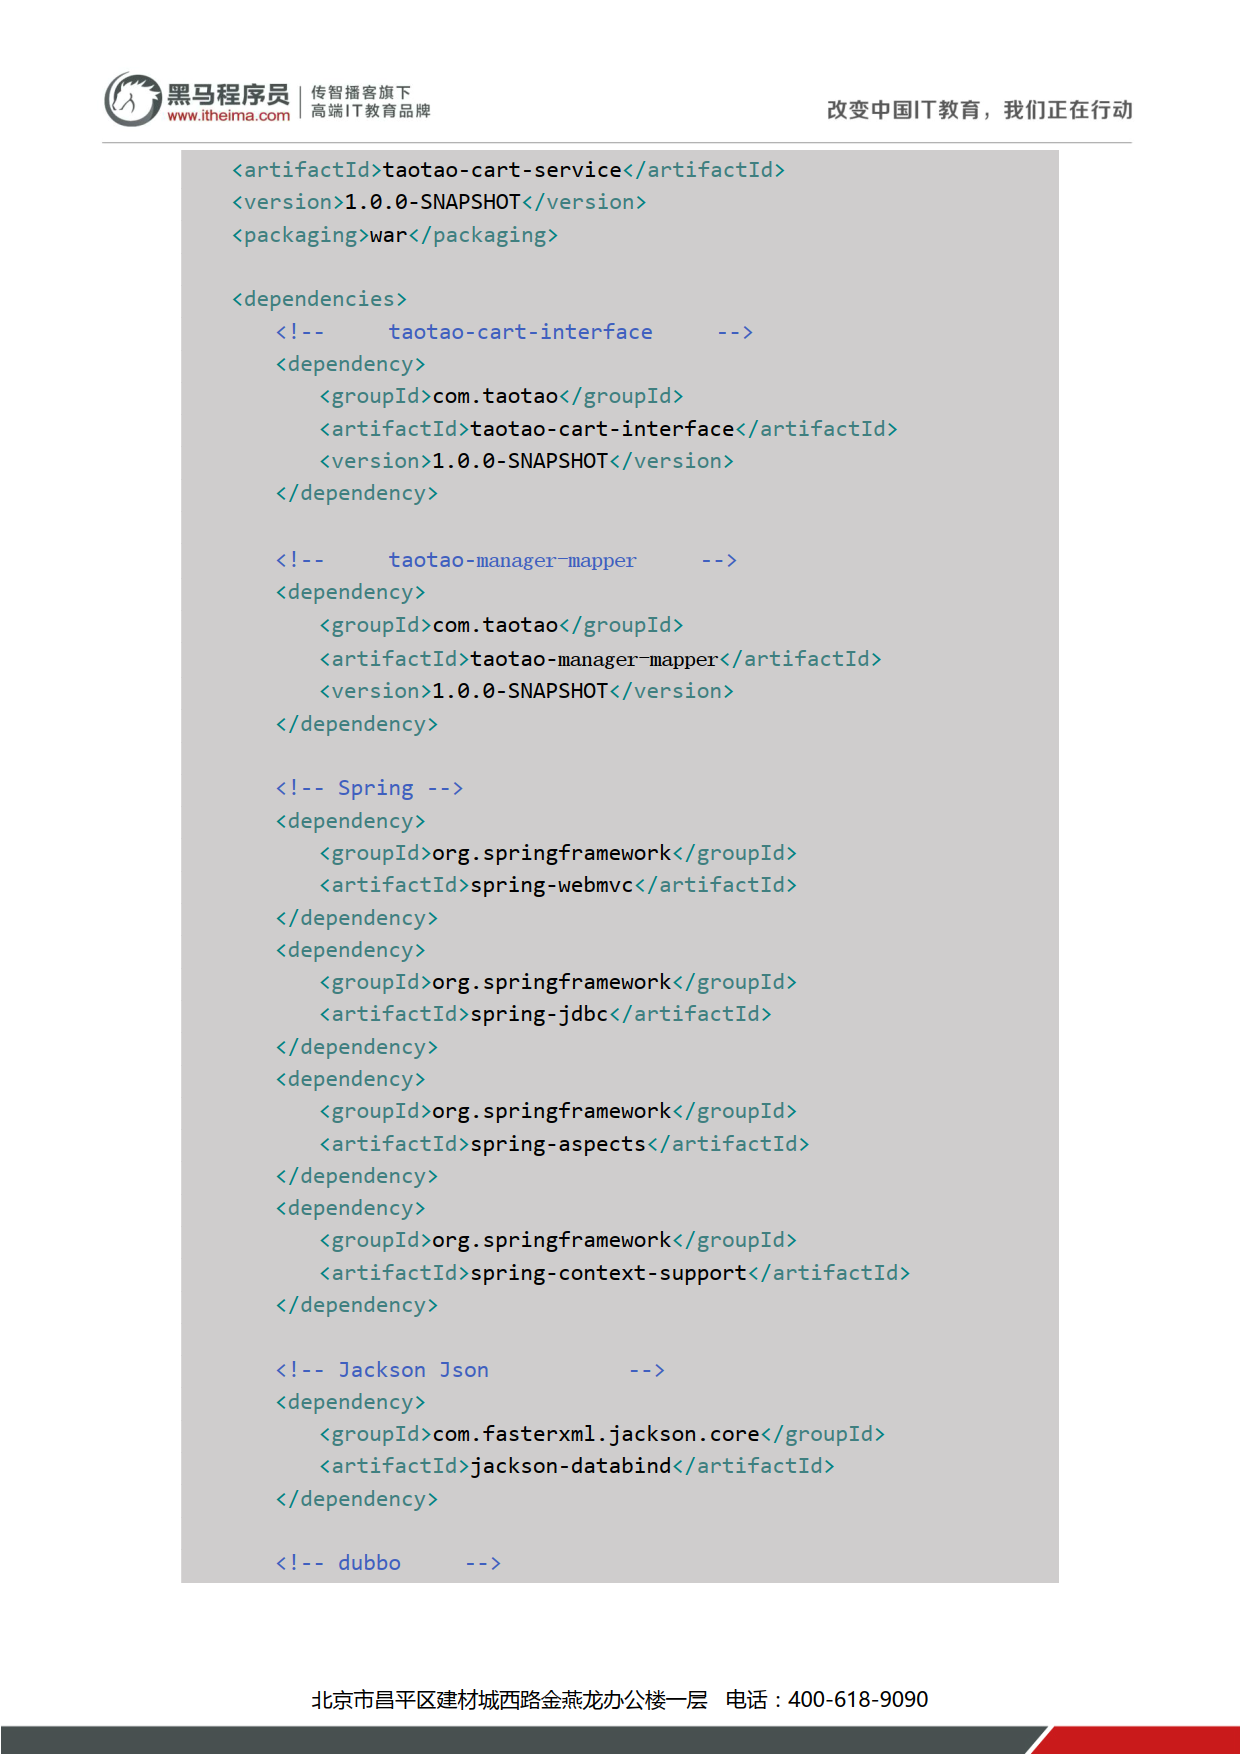 黑马程序员
www.itheima.com
传智播客旗下
高端IT教育品牌
改变中国IT教育，我们正在行动
<artifactId>taotao-cart-service</artifactId>
<version>1.0.0-SNAPSHOT</version>
<packaging>war</packaging>
<dependencies>
<!-- taotao-cart-interface -->
<dependency>
<groupId>com.taotao</groupId>
<artifactId>taotao-cart-interface</artifactId>
<version>1.0.0-SNAPSHOT</version>
</dependency>
<!-- taotao-manager-mapper -->
<dependency>
<groupId>com.taotao</groupId>
<artifactId>taotao-manager-mapper</artifactId>
<version>1.0.0-SNAPSHOT</version>
</dependency>
<!-- Spring -->
<dependency>
<groupId>org.springframework</groupId>
<artifactId>spring-webmvc</artifactId>
</dependency>
<dependency>
<groupId>org.springframework</groupId>
<artifactId>spring-jdbc</artifactId>
</dependency>
<dependency>
<groupId>org.springframework</groupId>
<artifactId>spring-aspects</artifactId>
</dependency>
<dependency>
<groupId>org.springframework</groupId>
<artifactId>spring-context-support</artifactId>
</dependency>
<!-- Jackson Json -->
<dependency>
<groupId>com.fasterxml.jackson.core</groupId>
<artifactId>jackson-databind</artifactId>
</dependency>
<!-- dubbo -->
北京市昌平区建材城西路金燕龙办公楼一层 电话：400-618-9090